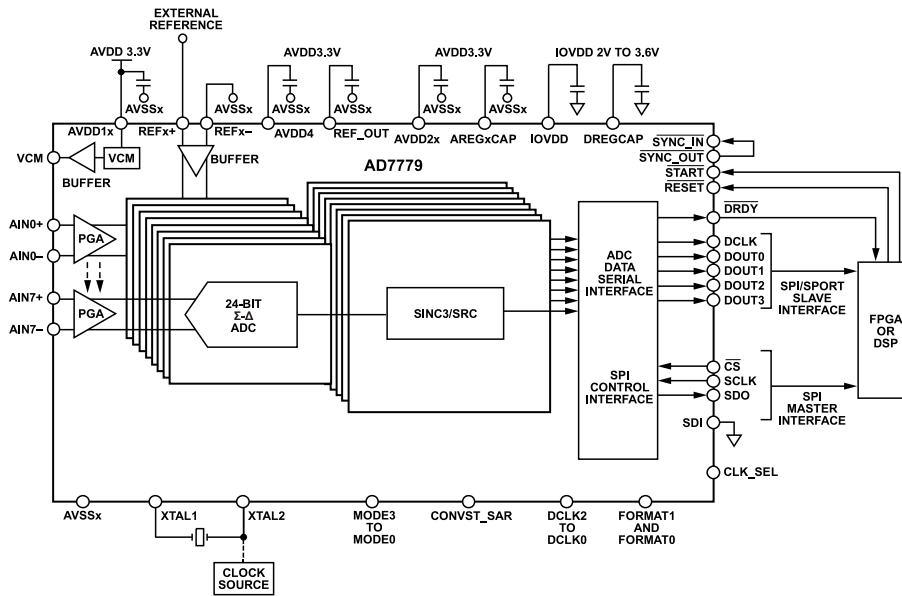 EXTERNAL
REFERENCE
AVDD 3.3V
AVDD3.3V
AVDD3.3V
IOVDD 2V TO 3.6V
AVSSx
AVSSx
AVSSx
AVSSx
AVSSx
AVSSx
AVDD1x
REFx+
REFx–
AVDD4
REF_OUT
AVDD2x
AREGxCAP
IOVDD
DREGCAP
VCM
VCM
BUFFER
BUFFER
AD7779
SYNC_IN
SYNC_OUT
START
RESET
DRDY
AIN0+
AIN0–
PGA
AIN7+
AIN7–
PGA
24-BIT
Σ-Δ
ADC
SINC3/SRC
ADC
DATA
SERIAL
INTERFACE
SPI
CONTROL
INTERFACE
DCLK
DOUT0
DOUT1
DOUT2
DOUT3
SPI/SPORT
SLAVE
INTERFACE
FPGA
OR
DSP
CS
SCLK
SDO
SPI
MASTER
INTERFACE
SDI
CLK_SEL
AVSSx
XTAL1
XTAL2
MODE3
TO
MODE0
CONVST_SAR
DCLK2
TO
DCLK0
FORMAT1
AND
FORMAT0
CLOCK
SOURCE